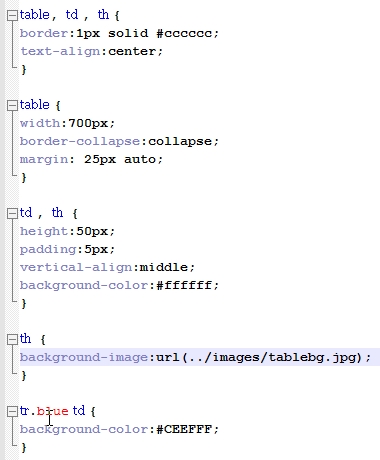 table, td , th {
border:1px solid #cccccc;
text-align:center;
}
table {
width:700px;
border-collapse:collapse;
margin: 25px auto;
}
td , th {
height:50px;
padding:5px;
vertical-align:middle;
background-color:#ffffff;
}
th {
background-image:url(../images/tablebg.jpg);
}
tr.blue td {
background-color:#CEEFFF;
}